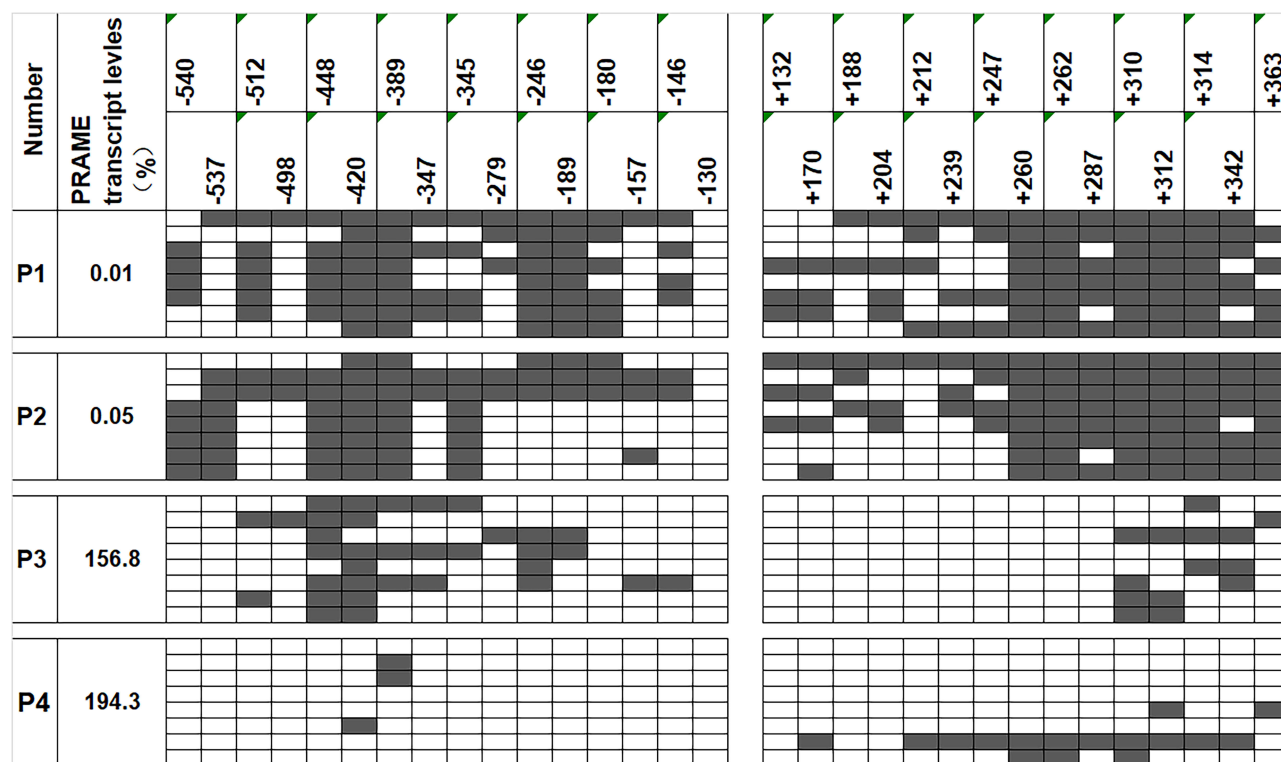 Number
PRAME
transcript levles
(%)
-540 -512 -448 -389 -345 -246 -180 -146 +132 +188 +212 +247 +262 +310 +314 +363
-537 -498 -420 -347 -279 -189 -157 -130 +170 +204 +239 +260 +287 +312 +342
P1 0.01
P2 0.05
P3 156.8
P4 194.3